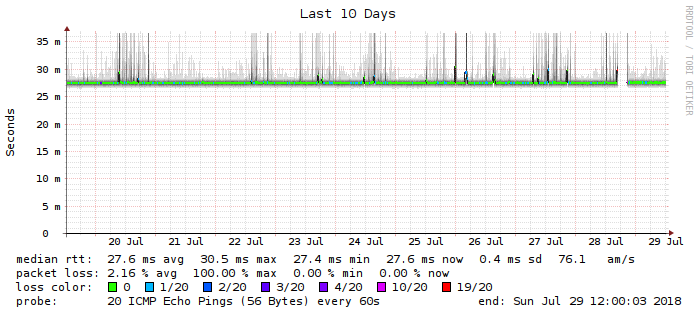 Last 10 Days
RRDTOOL / TOBI OETIKER
Seconds
35 m
30 m
25 m
20 m
15 m
10 m
5 m
0
20 Jul 21 Jul 22 Jul 23 Jul 24 Jul 25 Jul 26 Jul 27 Jul 28 Jul 29 Jul
median rtt: 27.6 ms avg 30.5 ms max 27.4 ms min 27.6 ms now 0.4 ms sd 76.1 am/s
packet loss: 2.16 % avg 100.00 % max 0.00 % min 0.00 % now
loss color: 0 1/20 2/20 3/20 4/20 10/20 19/20
probe: 20 ICMP Echo Pings (56 Bytes) every 60s end: Sun Jul 29 12:00:03 2018